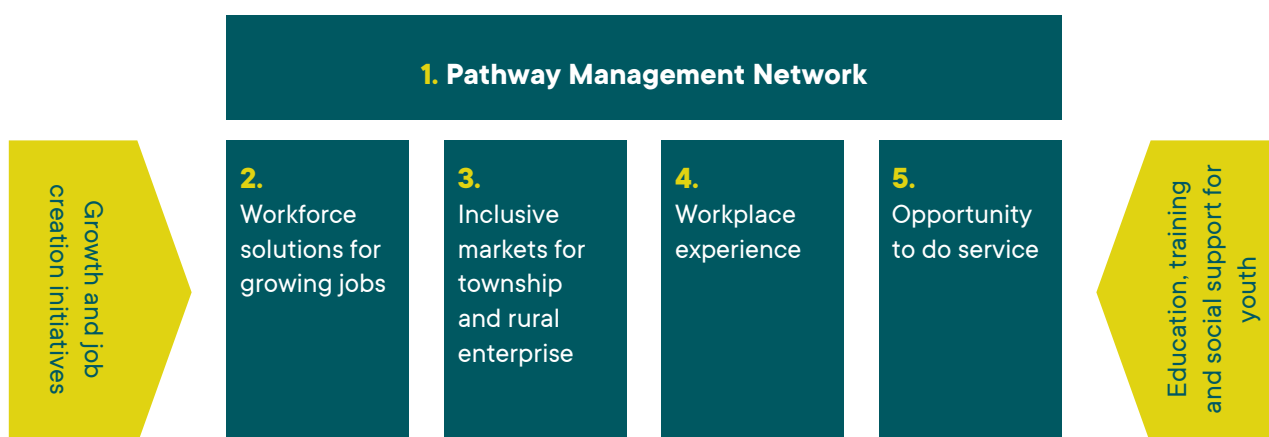 1. Pathway Management Network
Growth and job
creation initiatives
2.
Workforce
solutions for
growing jobs
3.
Inclusive
markets for
township
and rural
enterprise
4.
Workplace
experience
5.
Opportunity
to do service
Education, training
and social support for
youth